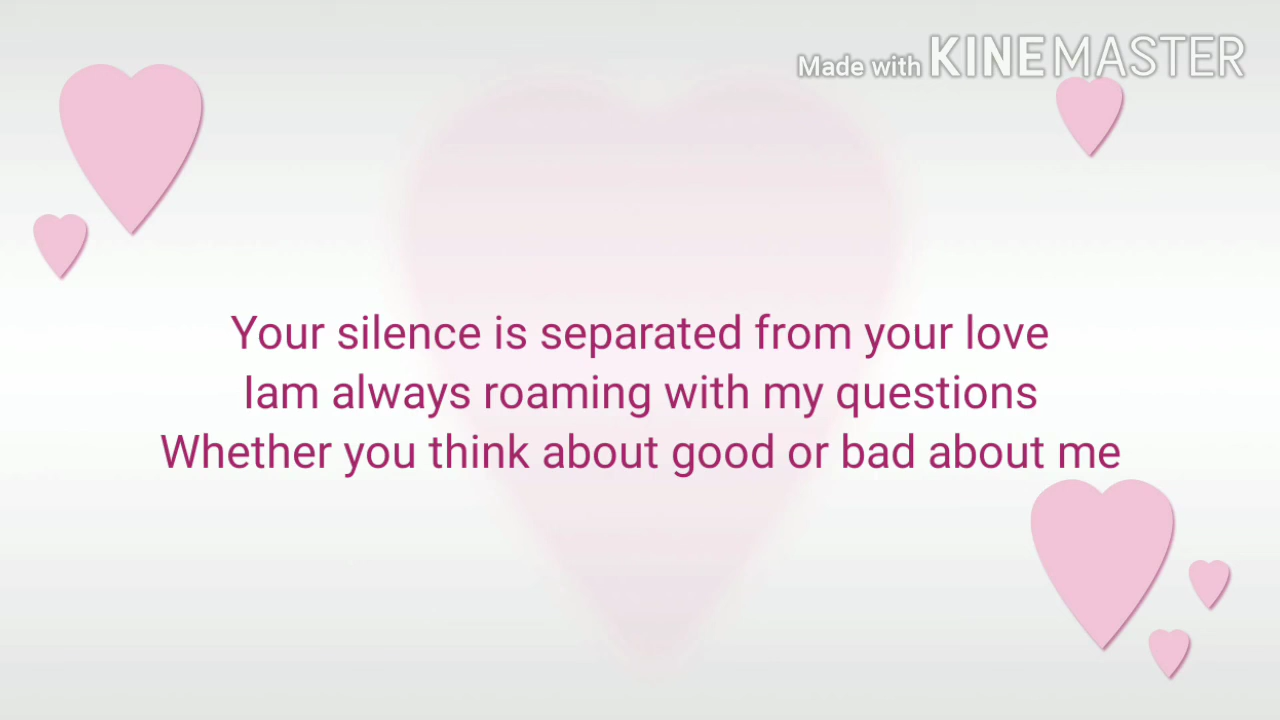 Made with KINEMASTER
Your silence is separated from your love
Iam always roaming with my questions
Whether you think about good or bad about me